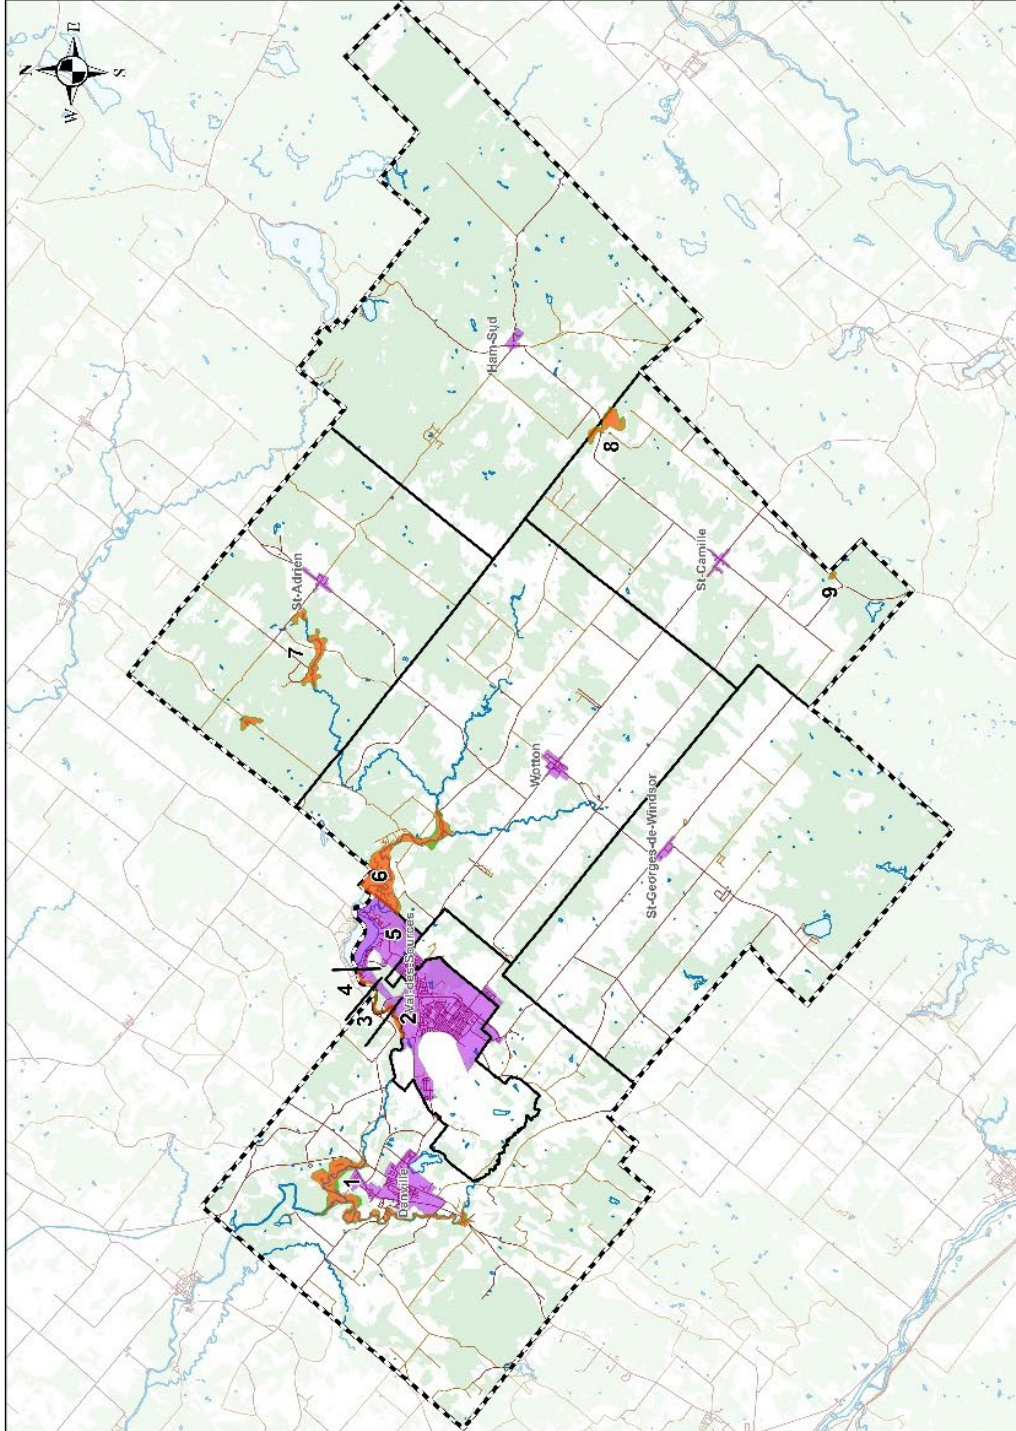 N
E
W
S
Ham-Sud
8
St-Adrien
7
St-Camille
9
Wotton
St-Georges-de-Windsor
6
5
Val-des-Sources
4
3
2
1
Danville